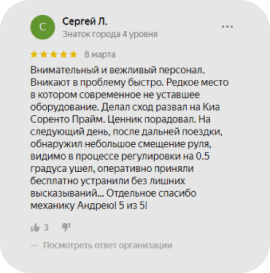 С
Сергей Л.
Знаток города 4 уровня
8 марта
Внимательный и вежливый персонал.
Вникают в проблему быстро. Редкое место
в котором современное не уставшее
оборудование. Делал сход развал на Киа
Соренто Прайм. Ценник порадовал. На
следующий день, после дальней поездки,
обнаружил небольшое смещение руля,
видимо в процессе регулировки на 0.5
градуса ушел, оперативно приняли
бесплатно устранили без лишних
высказываний... Отдельное спасибо
механику Андрею! 5 из 5!
3
Посмотреть ответ организации